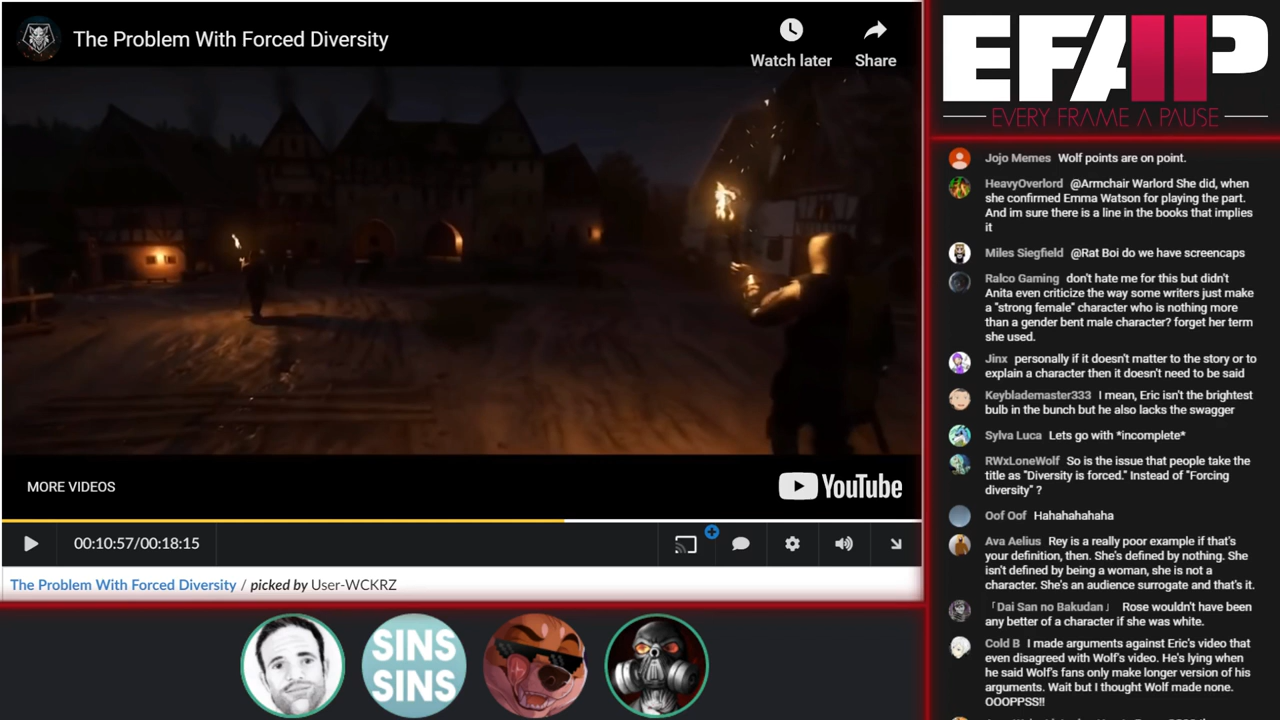 The Problem With Forced Diversity
Watch later
Share
MORE VIDEOS
YouTube
00:10:57/00:18:15
The Problem With Forced Diversity / picked by User-WCKRZ
SINS
SINS
EFAP
EVERY FRAME A PAUSE
Jojo Memes Wolf points are on point.
HeavyOverlord @Armchair Warlord She did, when
she confirmed Emma Watson for playing the part.
And im sure there is a line in the books that implies
it
Miles Siegfield @Rat Boi do we have screencaps
Ralco Gaming don't hate me for this but didn't
Anita even criticize the way some writers just make
a "strong female" character who is nothing more
than a gender bent male character? forget her term
she used.
Jinx personally if it doesn't matter to the story or to
explain a character then it doesn't need to be said
Keyblademaster333 I mean, Eric isn't the brightest
bulb in the bunch but he also lacks the swagger
Sylva Luca Lets go with *incomplete*
RWxLoneWolf So is the issue that people take the
title as "Diversity is forced." Instead of "Forcing
diversity" ?
Oof Oof Hahahahahaha
Ava Aelius Rey is a really poor example if that's
your definition, then. She's defined by nothing. She
isn't defined by being a woman, she is not a
character. She's an audience surrogate and that's it.
「Dai San no Bakudan」 Rose wouldn't have been
any better of a character if she was white.
Cold B I made arguments against Eric's video that
even disagreed with Wolf's video. He's lying when
he said Wolf's fans only make longer version of his
arguments. Wait but I thought Wolf made none.
OOOPPSS!!